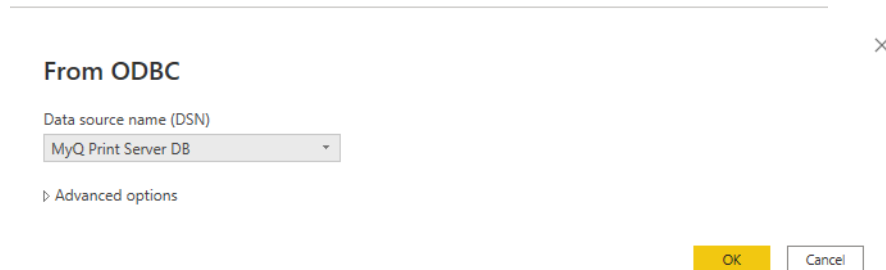 From ODBC
Data source name (DSN)
MyQ Print Server DB
Advanced options
OK
Cancel